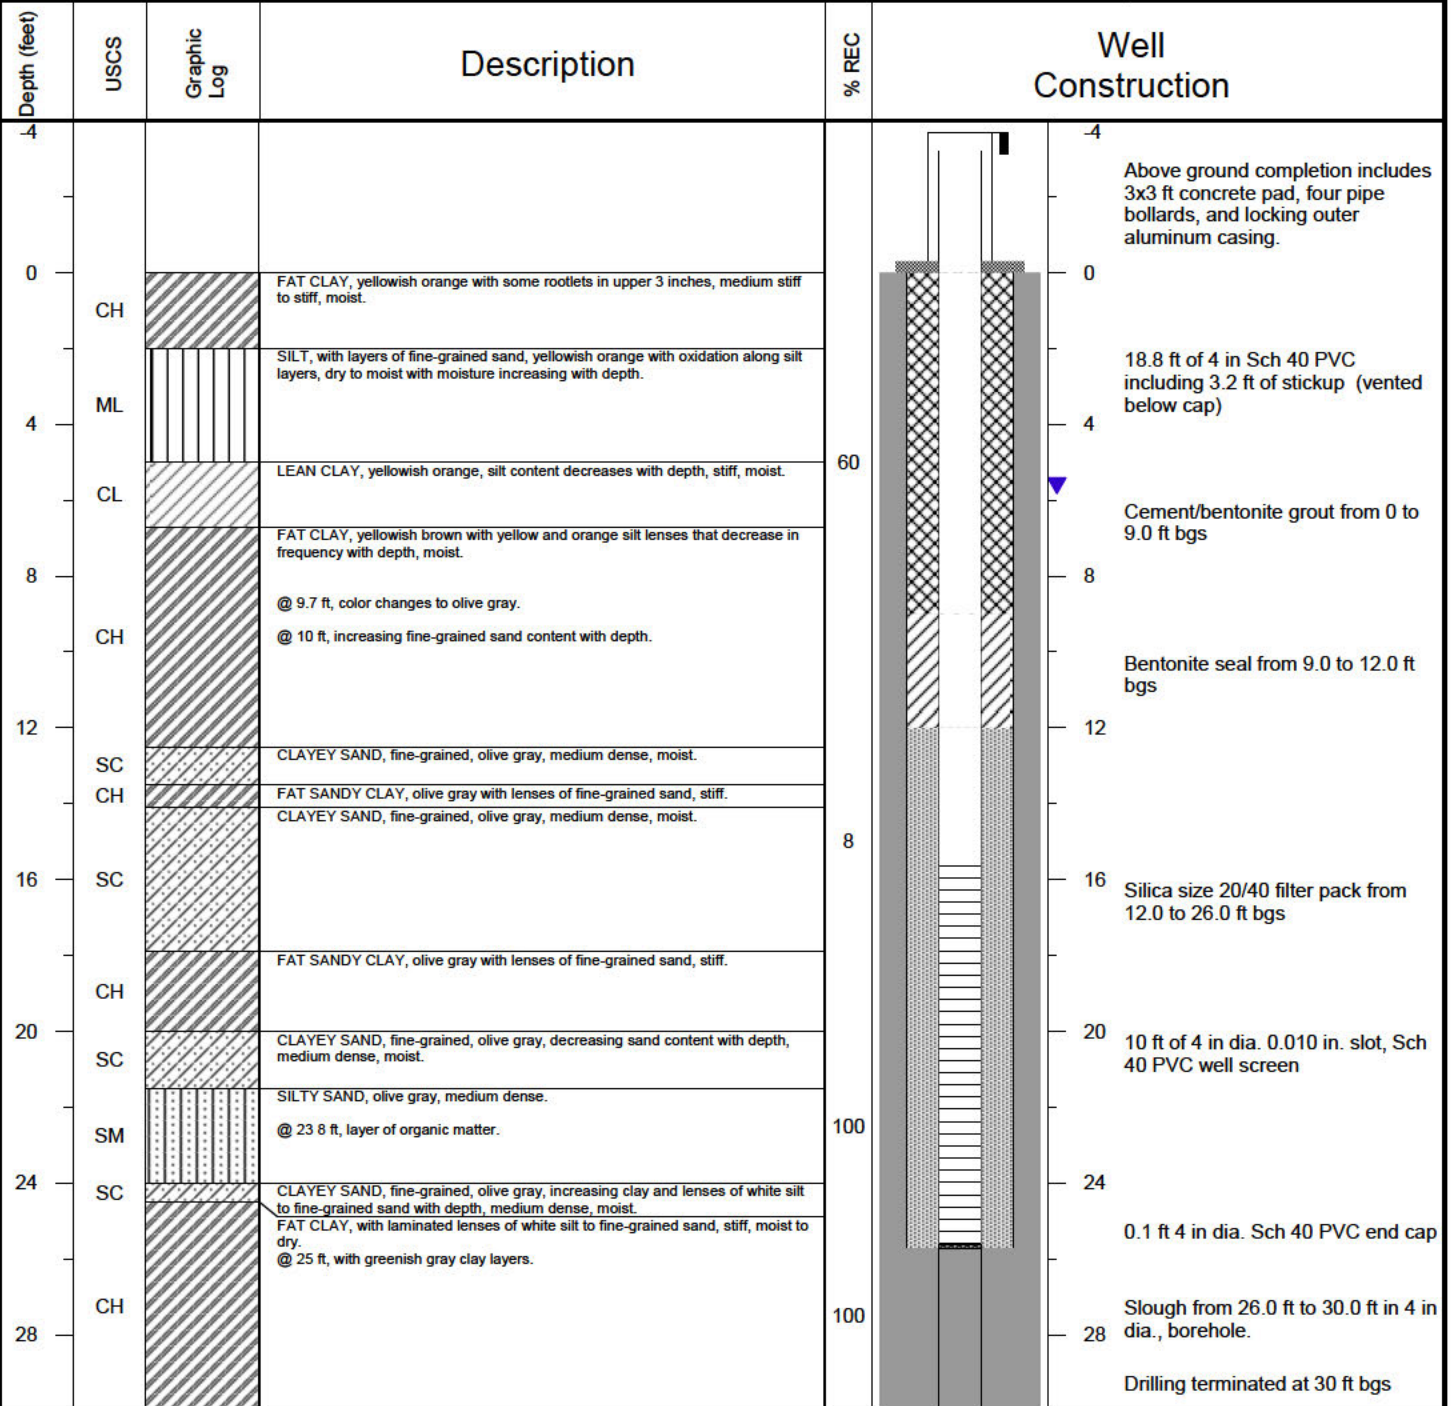 Depth (feet)
USCS
Graphic
Log
Description
% REC
Well
Construction
-4
0
4
8
12
16
20
24
28
CH
ML
CL
CH
SC
CH
SC
CH
SC
SM
SC
CH
FAT CLAY, yellowish orange with some rootlets in upper 3 inches, medium stiff
to stiff, moist.
SILT, with layers of fine-grained sand, yellowish orange with oxidation along silt
layers, dry to moist with moisture increasing with depth.
LEAN CLAY, yellowish orange, silt content decreases with depth, stiff, moist.
FAT CLAY, yellowish brown with yellow and orange silt lenses that decrease in
frequency with depth, moist.
@ 9.7 ft, color changes to olive gray.
@ 10 ft, increasing fine-grained sand content with depth.
CLAYEY SAND, fine-grained, olive gray, medium dense, moist.
FAT SANDY CLAY, olive gray with lenses of fine-grained sand, stiff.
CLAYEY SAND, fine-grained, olive gray, medium dense, moist.
FAT SANDY CLAY, olive gray with lenses of fine-grained sand, stiff.
CLAYEY SAND, fine-grained, olive gray, decreasing sand content with depth,
medium dense, moist.
SILTY SAND, olive gray, medium dense.
@ 23 8 ft, layer of organic matter.
CLAYEY SAND, fine-grained, olive gray, increasing clay and lenses of white silt
to fine-grained sand with depth, medium dense, moist.
FAT CLAY, with laminated lenses of white silt to fine-grained sand, stiff, moist to
dry.
@ 25 ft, with greenish gray clay layers.
60
8
100
100
-4
0
4
8
12
16
20
24
28
Above ground completion includes
3x3 ft concrete pad, four pipe
bollards, and locking outer
aluminum casing.
18.8 ft of 4 in Sch 40 PVC
including 3.2 ft of stickup (vented
below cap)
Cement/bentonite grout from 0 to
9.0 ft bgs
Bentonite seal from 9.0 to 12.0 ft
bgs
Silica size 20/40 filter pack from
12.0 to 26.0 ft bgs
10 ft of 4 in dia. 0.010 in. slot, Sch
40 PVC well screen
0.1 ft 4 in dia. Sch 40 PVC end cap
Slough from 26.0 ft to 30.0 ft in 4 in
dia., borehole.
Drilling terminated at 30 ft bgs